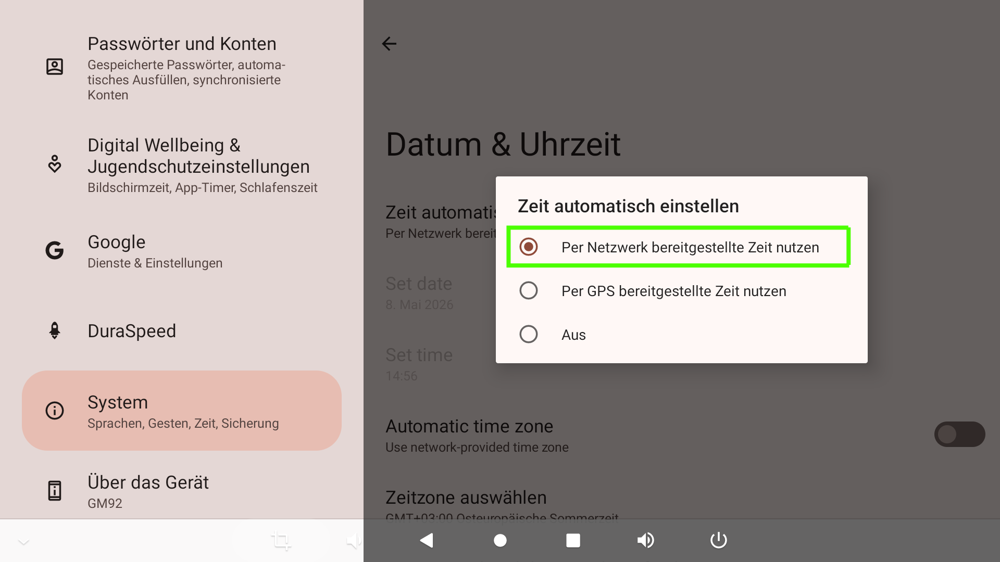 Passwörter und Konten
Gespeicherte Passwörter, automa-
tisches Ausfüllen, synchronisierte
Konten
Digital Wellbeing &
Jugendschutzeinstellungen
Bildschirmzeit, App-Timer, Schlafenszeit
Google
Dienste & Einstellungen
DuraSpeed
System
Sprachen, Gesten, Zeit, Sicherung
Über das Gerät
GM92
Datum & Uhrzeit
Zeit automatis
Per Netzwerk bereit
Set date
8. Mai 2026
Set time
14:56
Automatic time zone
Use network-provided time zone
Zeitzone auswählen
GMT+03:00 Osteuropäische Sommerzeit
Zeit automatisch einstellen
Per Netzwerk bereitgestellte Zeit nutzen
Per GPS bereitgestellte Zeit nutzen
Aus